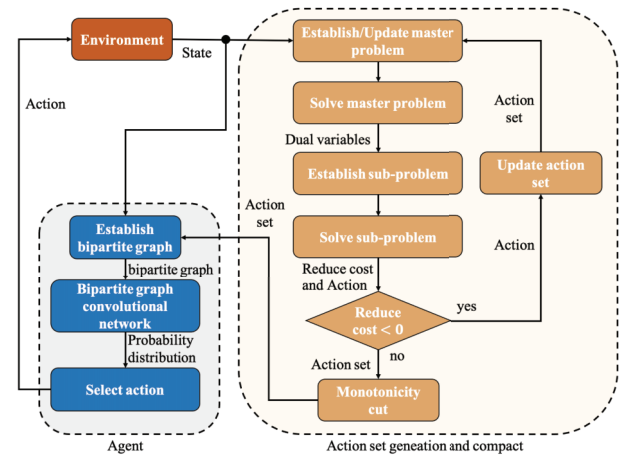 Environment
State
Action
Establish/Update master
problem
Solve master problem
Dual variables
Establish sub-problem
Solve sub-problem
Reduce cost
and Action
Reduce
cost < 0
yes
no
Action set
Monotonicity
cut
Action
Update action
set
Action
set
Action
set
Establish
bipartite graph
bipartite graph
Bipartite graph
convolutional
network
Probability
distribution
Select action
Agent
Action set geneation and compact